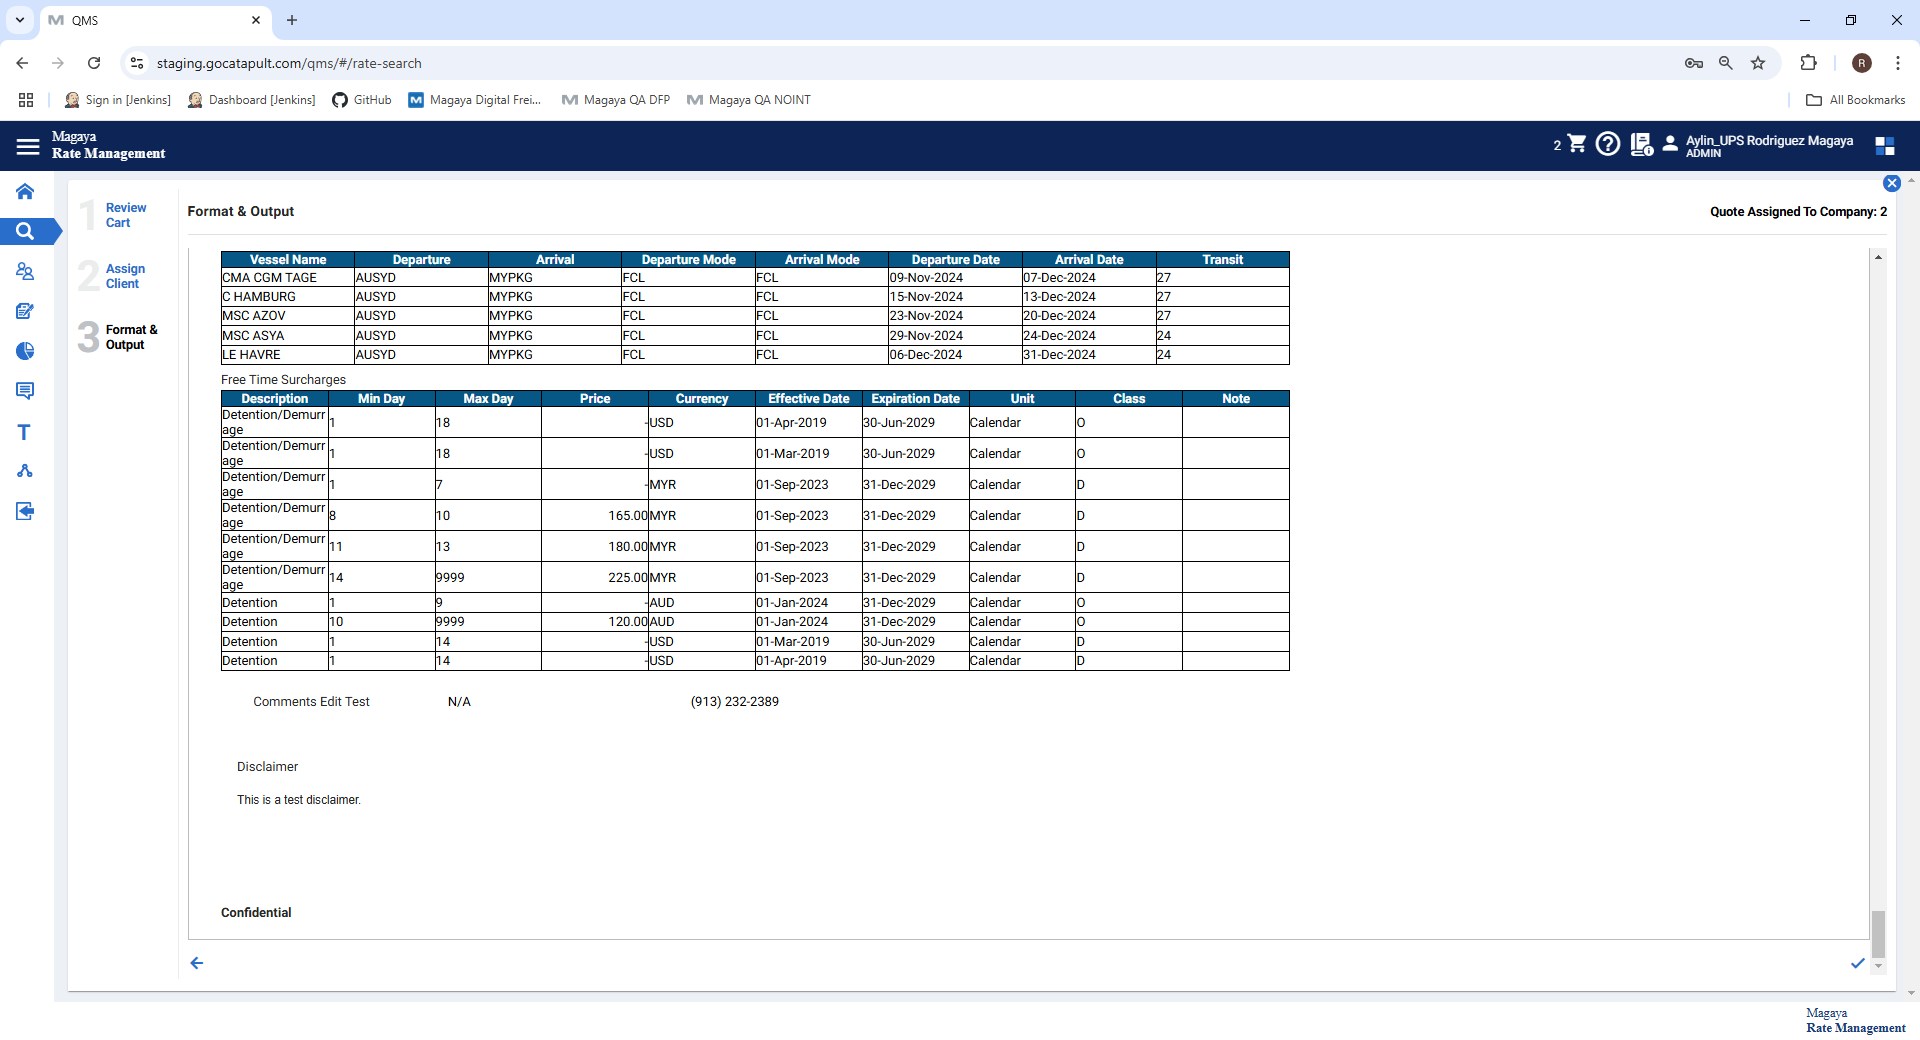 QMS
staging.gocatapult.com/qms/#/rate-search
R
Sign in [Jenkins] Dashboard [Jenkins] GitHub Magaya Digital Frei... Magaya QA DFP Magaya QA NOINT All Bookmarks
Magaya
Rate Management
2 Aylin_UPS Rodriguez Magaya
ADMIN
1 Review Cart
2 Assign Client
3 Format & Output
Format & Output Quote Assigned To Company: 2
Vessel Name Departure Arrival Departure Mode Arrival Mode Departure Date Arrival Date Transit
CMA CGM TAGE AUSYD MYPKG FCL FCL 09-Nov-2024 07-Dec-2024 27
C HAMBURG AUSYD MYPKG FCL FCL 15-Nov-2024 13-Dec-2024 27
MSC AZOV AUSYD MYPKG FCL FCL 23-Nov-2024 20-Dec-2024 27
MSC ASYA AUSYD MYPKG FCL FCL 29-Nov-2024 24-Dec-2024 24
LE HAVRE AUSYD MYPKG FCL FCL 06-Dec-2024 31-Dec-2024 24
Free Time Surcharges
Description Min Day Max Day Price Currency Effective Date Expiration Date Unit Class Note
Detention/Demurrage 1 18 - USD 01-Apr-2019 30-Jun-2029 Calendar O
Detention/Demurrage 1 18 - USD 01-Mar-2019 30-Jun-2029 Calendar O
Detention/Demurrage 1 7 - MYR 01-Sep-2023 31-Dec-2029 Calendar D
Detention/Demurrage 8 10 165.00 MYR 01-Sep-2023 31-Dec-2029 Calendar D
Detention/Demurrage 11 13 180.00 MYR 01-Sep-2023 31-Dec-2029 Calendar D
Detention/Demurrage 14 9999 225.00 MYR 01-Sep-2023 31-Dec-2029 Calendar D
Detention 1 9 - AUD 01-Jan-2024 31-Dec-2029 Calendar O
Detention 10 9999 120.00 AUD 01-Jan-2024 31-Dec-2029 Calendar O
Detention 1 14 - USD 01-Mar-2019 30-Jun-2029 Calendar D
Detention 1 14 - USD 01-Apr-2019 30-Jun-2029 Calendar D
Comments Edit Test N/A (913) 232-2389
Disclaimer
This is a test disclaimer.
Confidential
Magaya
Rate Management